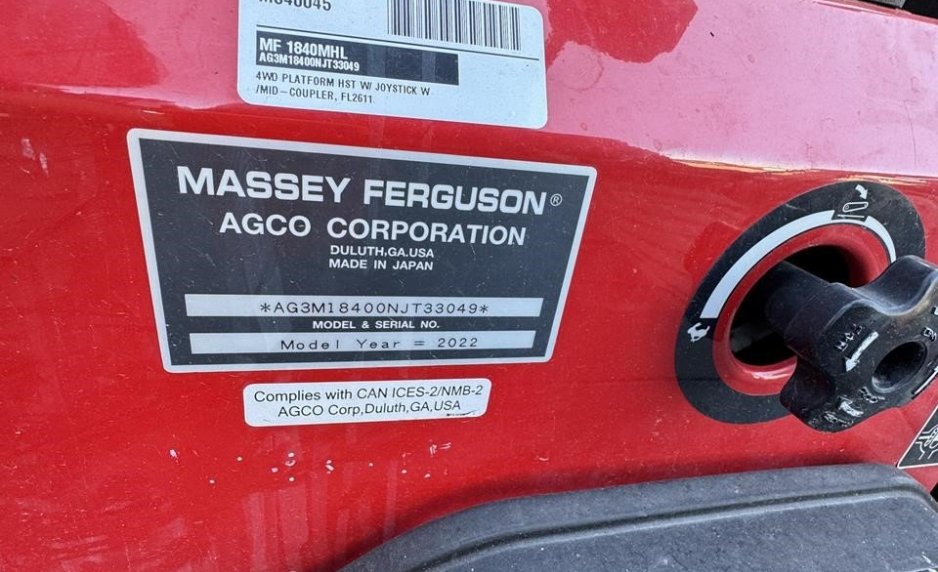 MF 1840MHL
AG3M18400NJT33049
4WD PLATFORM HST W/ JOYSTICK W
/MID-COUPLER, FL2611
MASSEY FERGUSON®
AGCO CORPORATION
DULUTH,GA.USA
MADE IN JAPAN
*AG3M18400NJT33049*
MODEL & SERIAL NO.
Model Year = 2022
Complies with CAN ICES-2/NMB-2
AGCO Corp,Duluth,GA,USA